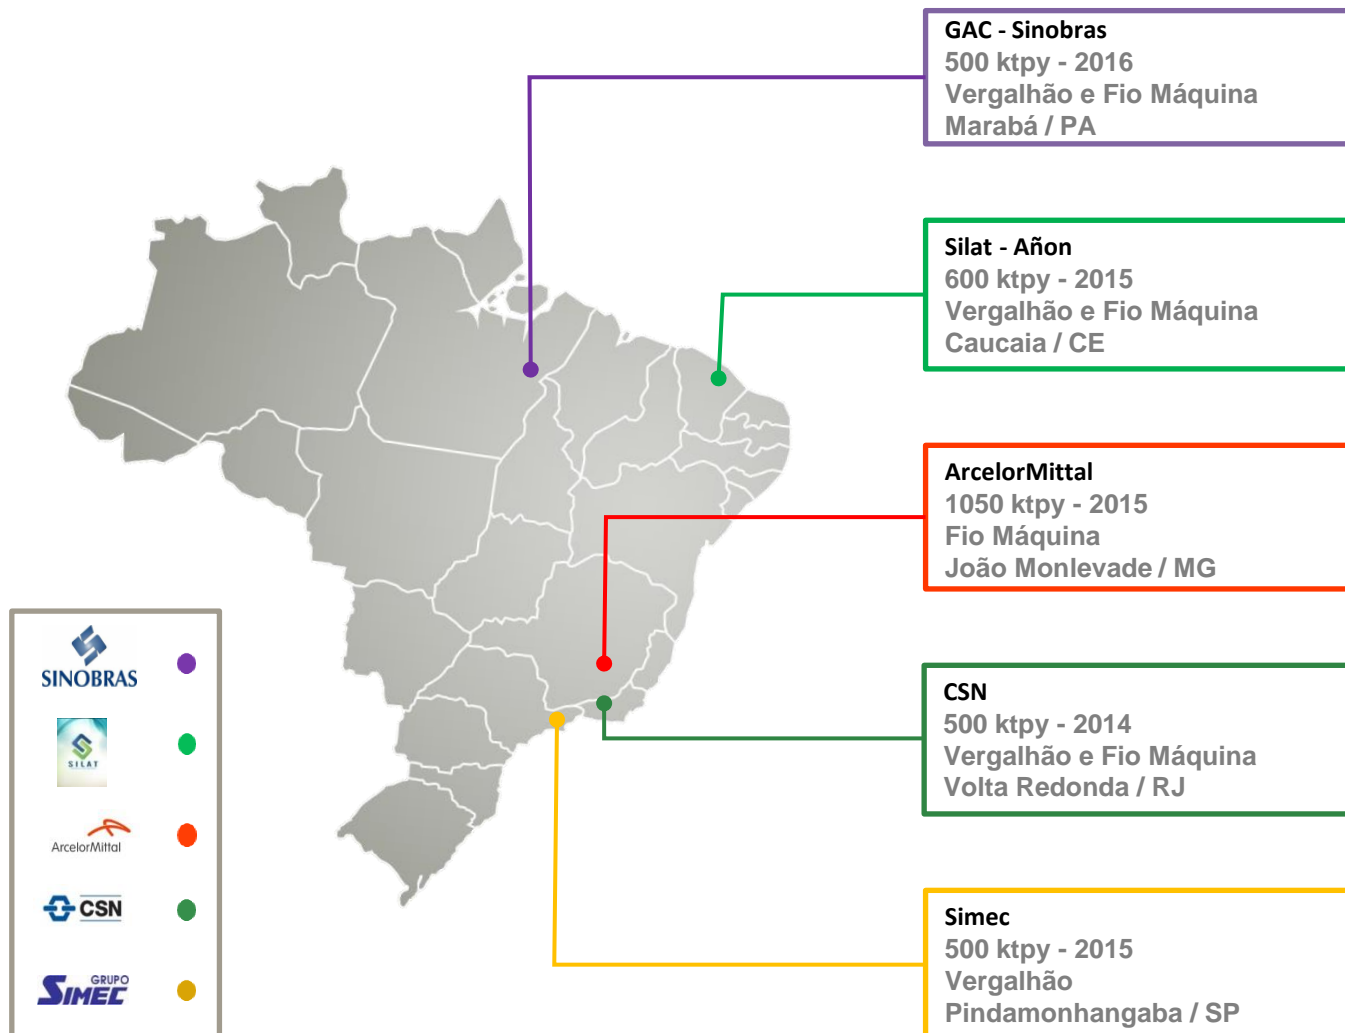 GAC - Sinobras
500 ktpy - 2016
Vergalhão e Fio Máquina
Marabá / PA
Silat - Añon
600 ktpy - 2015
Vergalhão e Fio Máquina
Caucaia / CE
ArcelorMittal
1050 ktpy - 2015
Fio Máquina
João Monlevade / MG
CSN
500 ktpy - 2014
Vergalhão e Fio Máquina
Volta Redonda / RJ
Simec
500 ktpy - 2015
Vergalhão
Pindamonhangaba / SP
SINOBRAS
SILAT
ArcelorMittal
CSN
GRUPO
SIMEC